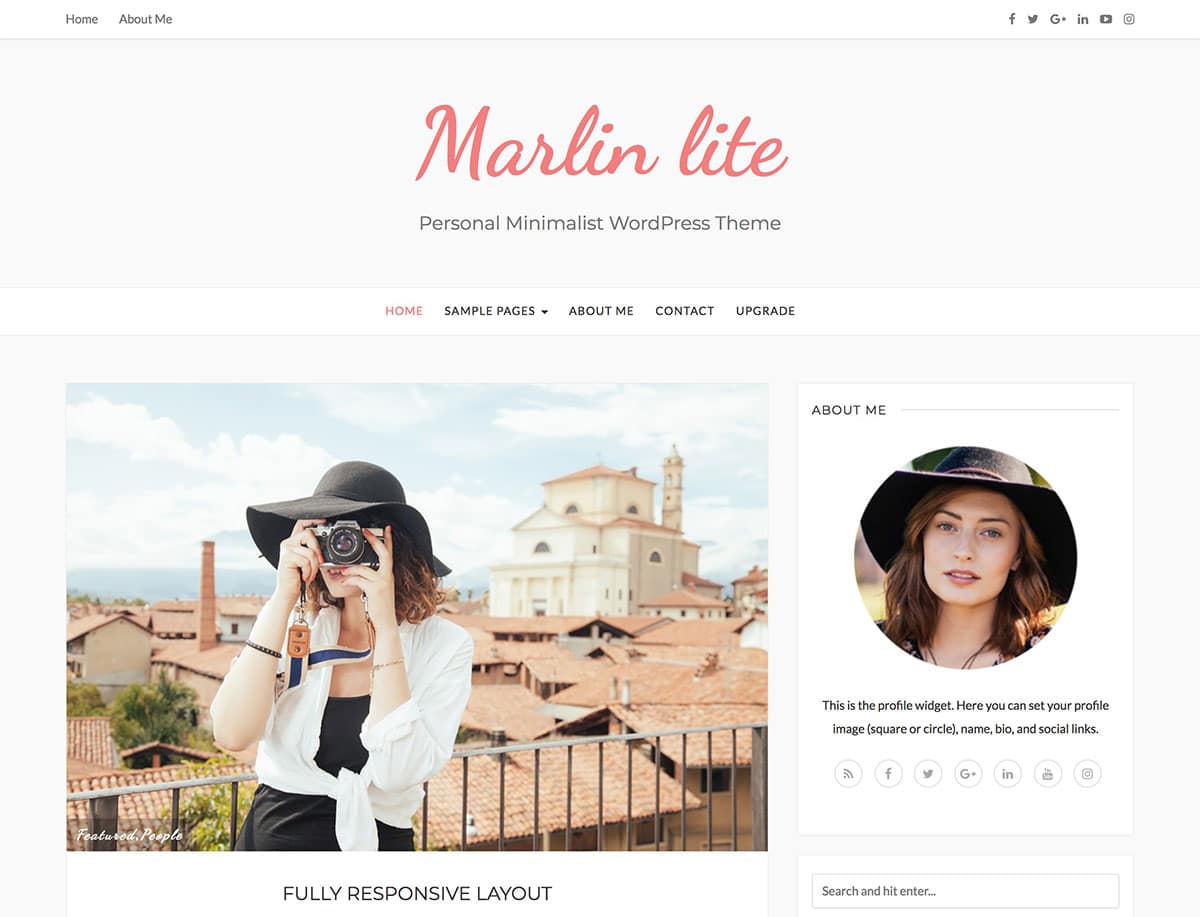 Home About Me
Marlin lite
Personal Minimalist WordPress Theme
HOME SAMPLE PAGES ABOUT ME CONTACT UPGRADE
Featured, People
FULLY RESPONSIVE LAYOUT
ABOUT ME
This is the profile widget. Here you can set your profile
image (square or circle), name, bio, and social links.
Search and hit enter...